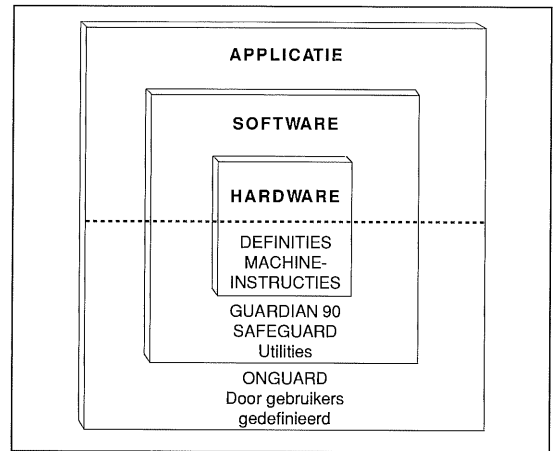 APPLICATIE
SOFTWARE
HARDWARE
DEFINITIES
MACHINE-
INSTRUCTIES
GUARDIAN 90
SAFEGUARD
Utilities
ONGUARD
Door gebruikers
gedefinieerd